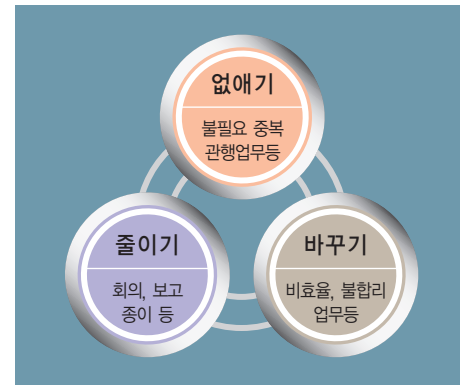 없애기
불필요 중복
관행업무등
줄이기
회의, 보고
종이 등
바꾸기
비효율, 불합리
업무등